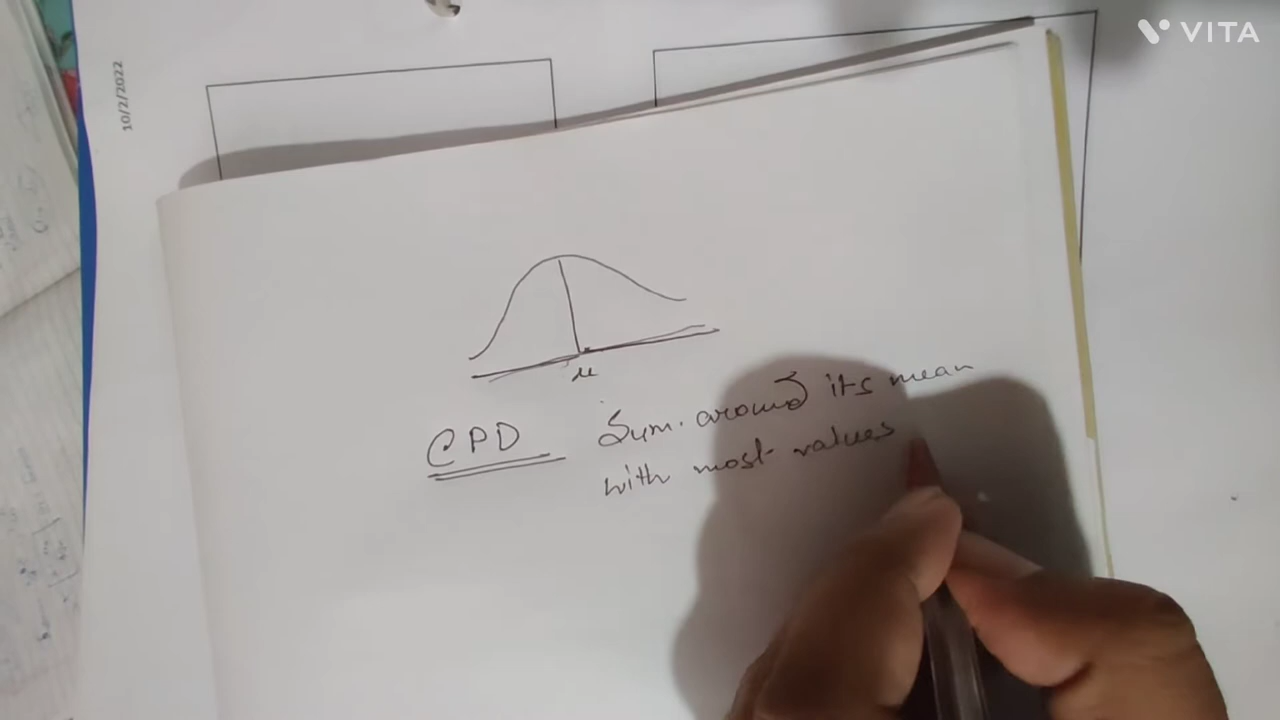 VITA
10/2/2022
μ
CPD Sym. around its mean
with most values